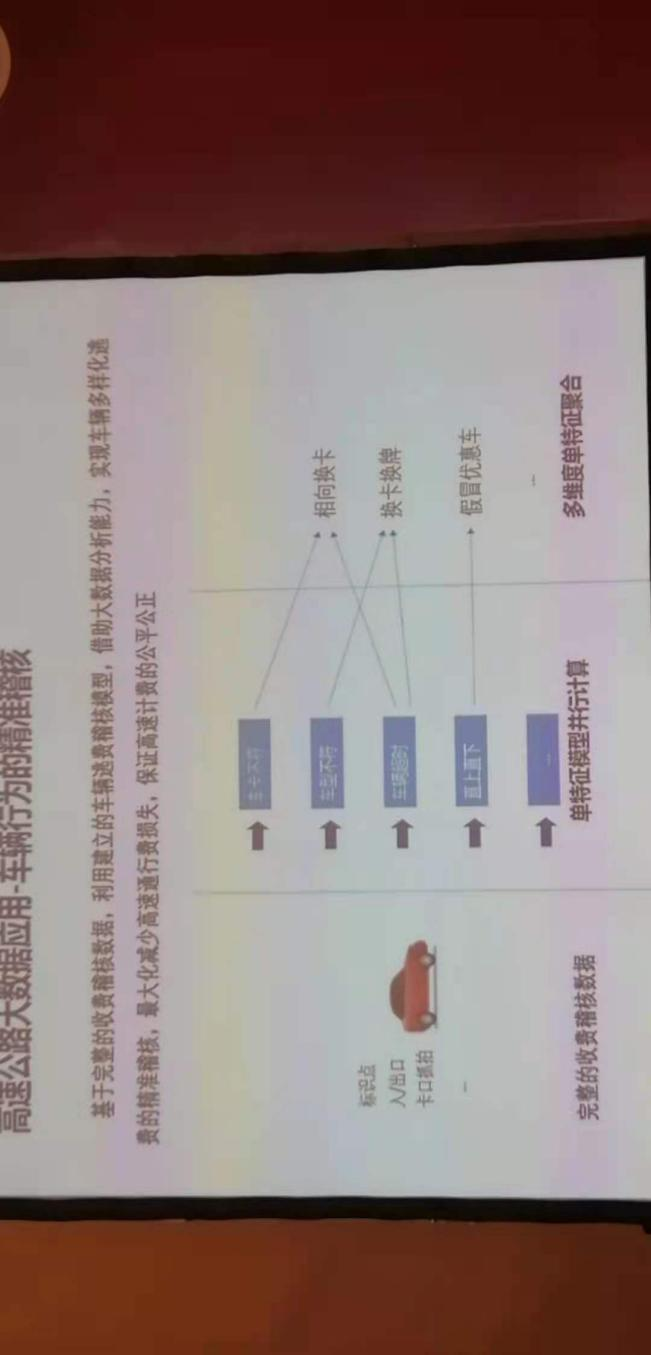 高速公路大数据应用-车辆行为的精准稽核
基于完整的收费稽核数据，利用建立的车辆逃费稽核模型，借助大数据分析能力，实现车辆多样化逃
费的精准稽核，最大化减少高速通行费损失，保证高速计费的公平公正
标识点
入/出口
卡口抓拍
...
完整的收费稽核数据
车卡不符
车型不符
车辆超时
直上直下
...
单特征模型并行计算
相向换卡
换卡换牌
假冒优惠车
...
多维度单特征聚合